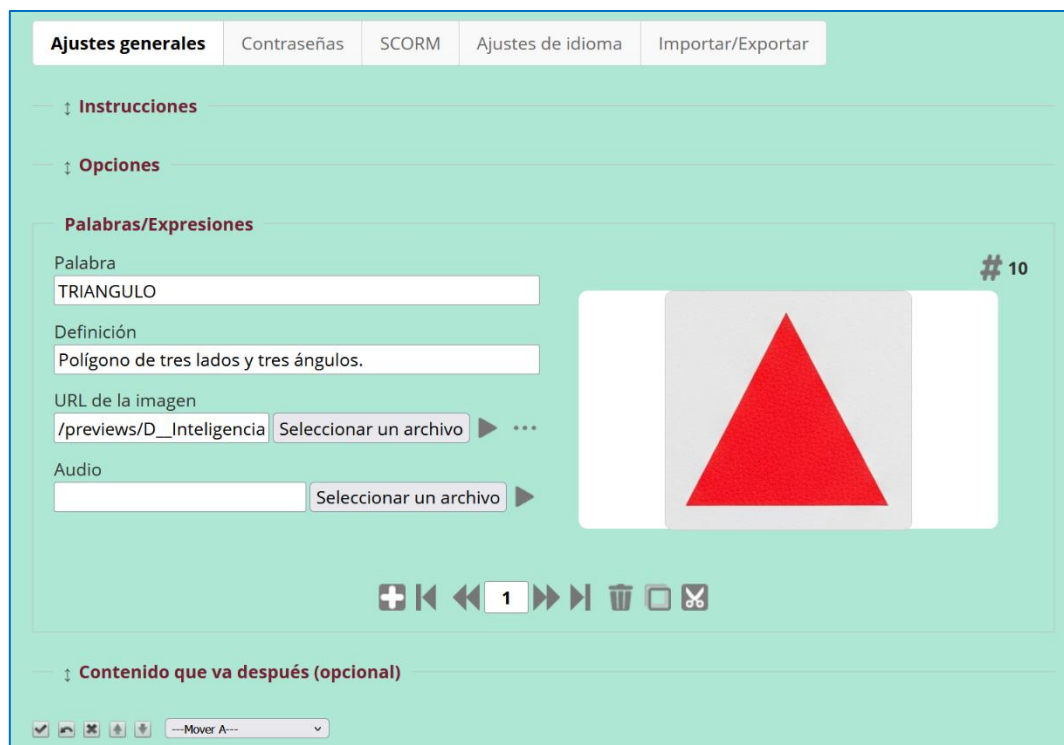 Ajustes generales Contraseñas SCORM Ajustes de idioma Importar/Exportar
↕ Instrucciones
↕ Opciones
Palabras/Expresiones
Palabra
# 10
TRIANGULO
Definición
Polígono de tres lados y tres ángulos.
URL de la imagen
/previews/D__Inteligencia Seleccionar un archivo
Audio
Seleccionar un archivo
1
↕ Contenido que va después (opcional)
---Mover A---